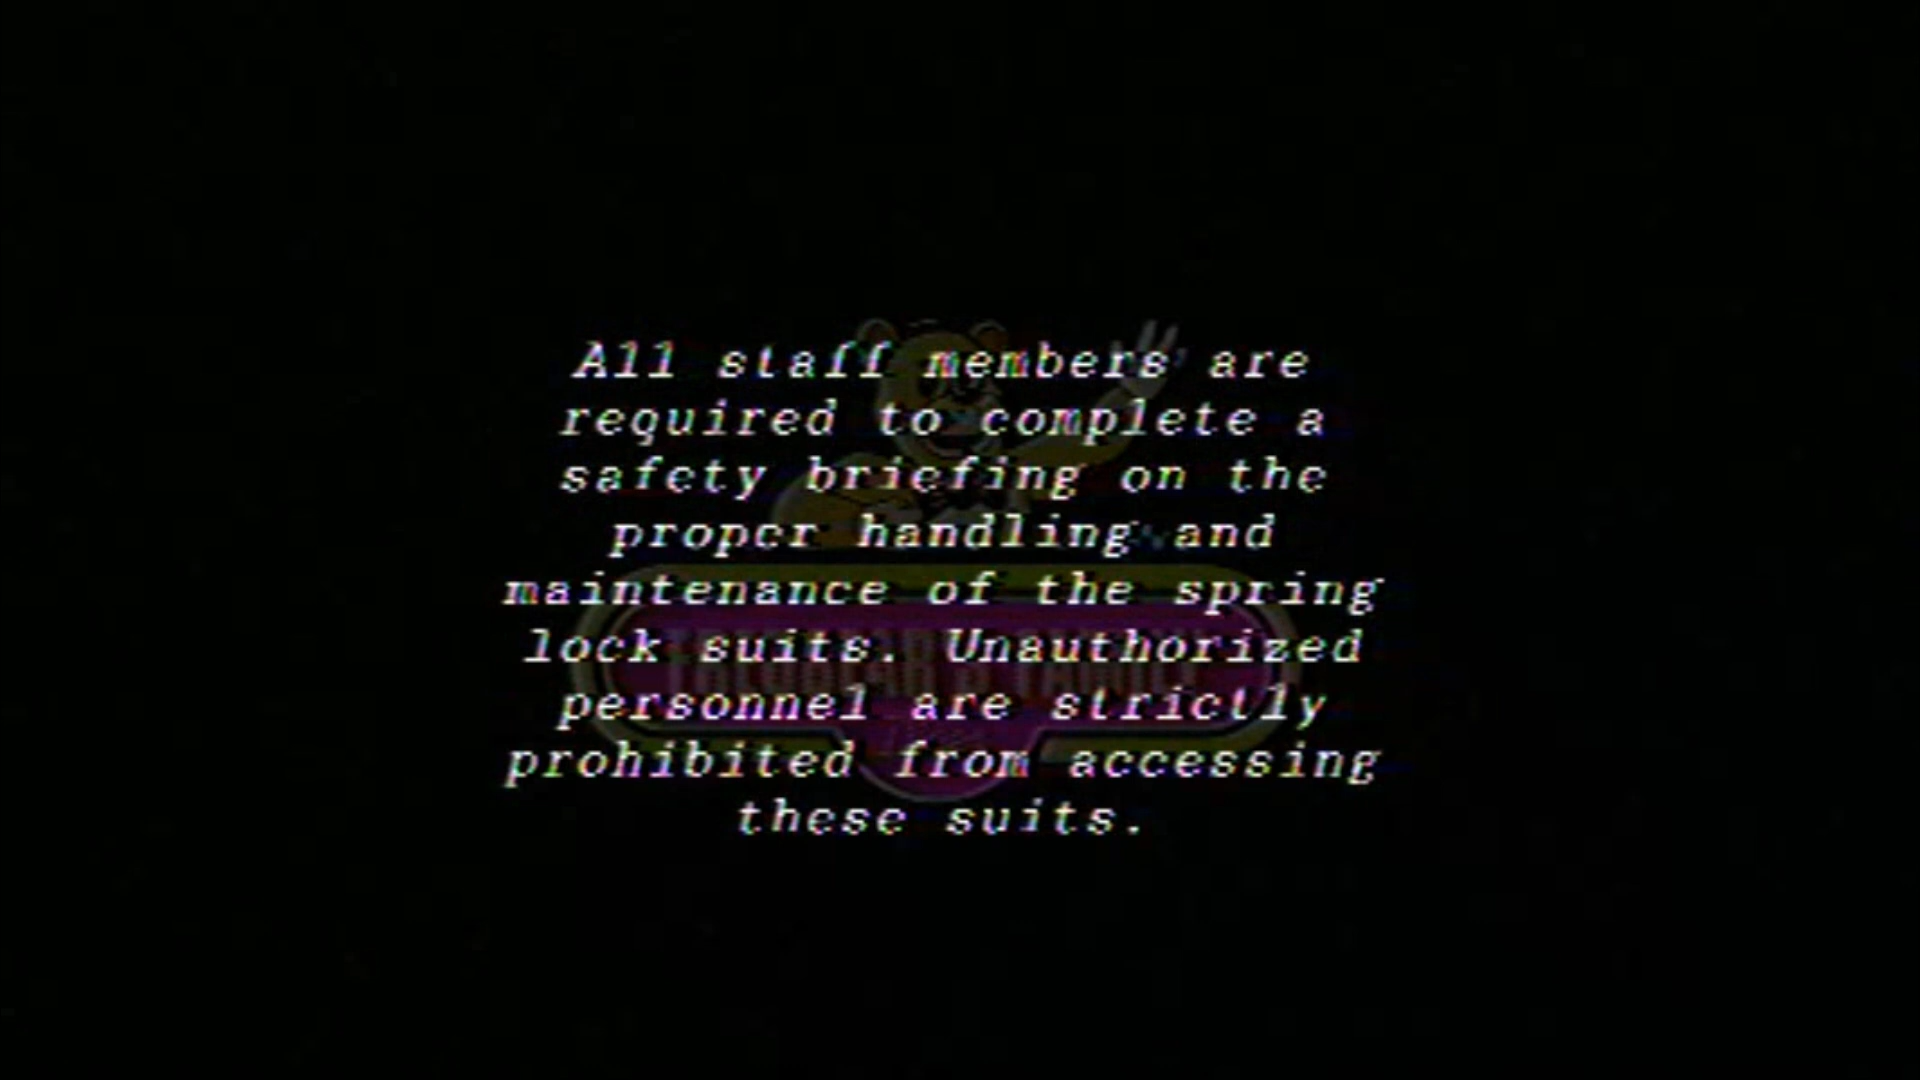 All staff members are
required to complete a
safety briefing on the
proper handling and
maintenance of the spring
lock suits. Unauthorized
personnel are strictly
prohibited from accessing
these suits.